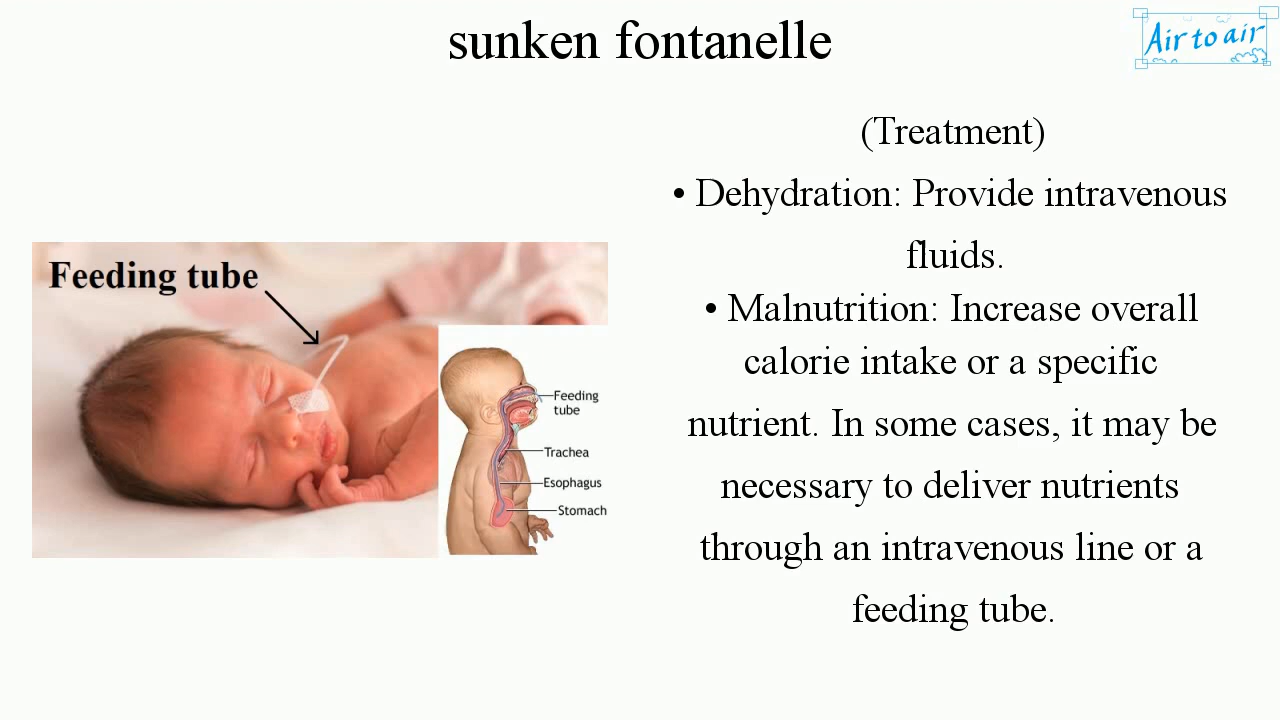 sunken fontanelle
Air to air
(Treatment)
• Dehydration: Provide intravenous
fluids.
• Malnutrition: Increase overall
calorie intake or a specific
nutrient. In some cases, it may be
necessary to deliver nutrients
through an intravenous line or a
feeding tube.
Feeding tube
Feeding
tube
Trachea
Esophagus
Stomach